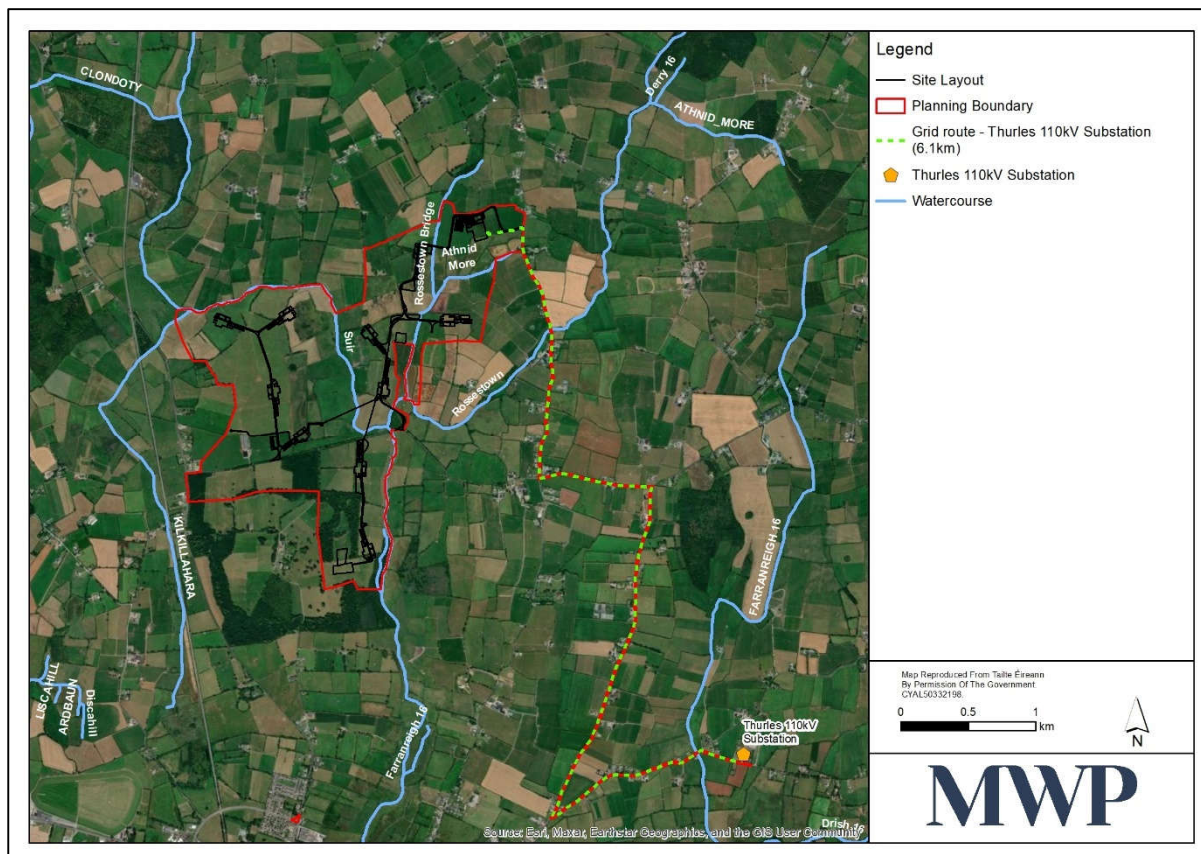 CLONDOTY
Derry 16
ATHNID_MORE
Rossestown Bridge
Athnid
More
Suir
Rossestown
KILKILLAHARA
FARRANREIGH 16
LISCAHILL
ARDBAUN
Discahill
Farranreigh 16
Thurles 110kV
Substation
Drish 16
Source: Esri, Maxar, Earthstar Geographics, and the GIS User Community
Legend
Site Layout
Planning Boundary
Grid route - Thurles 110kV Substation
(6.1km)
Thurles 110kV Substation
Watercourse
Map Reproduced From Tailte Éireann
By Permission Of The Government.
CYAL50332198.
0 0.5 1
km
N
MWP